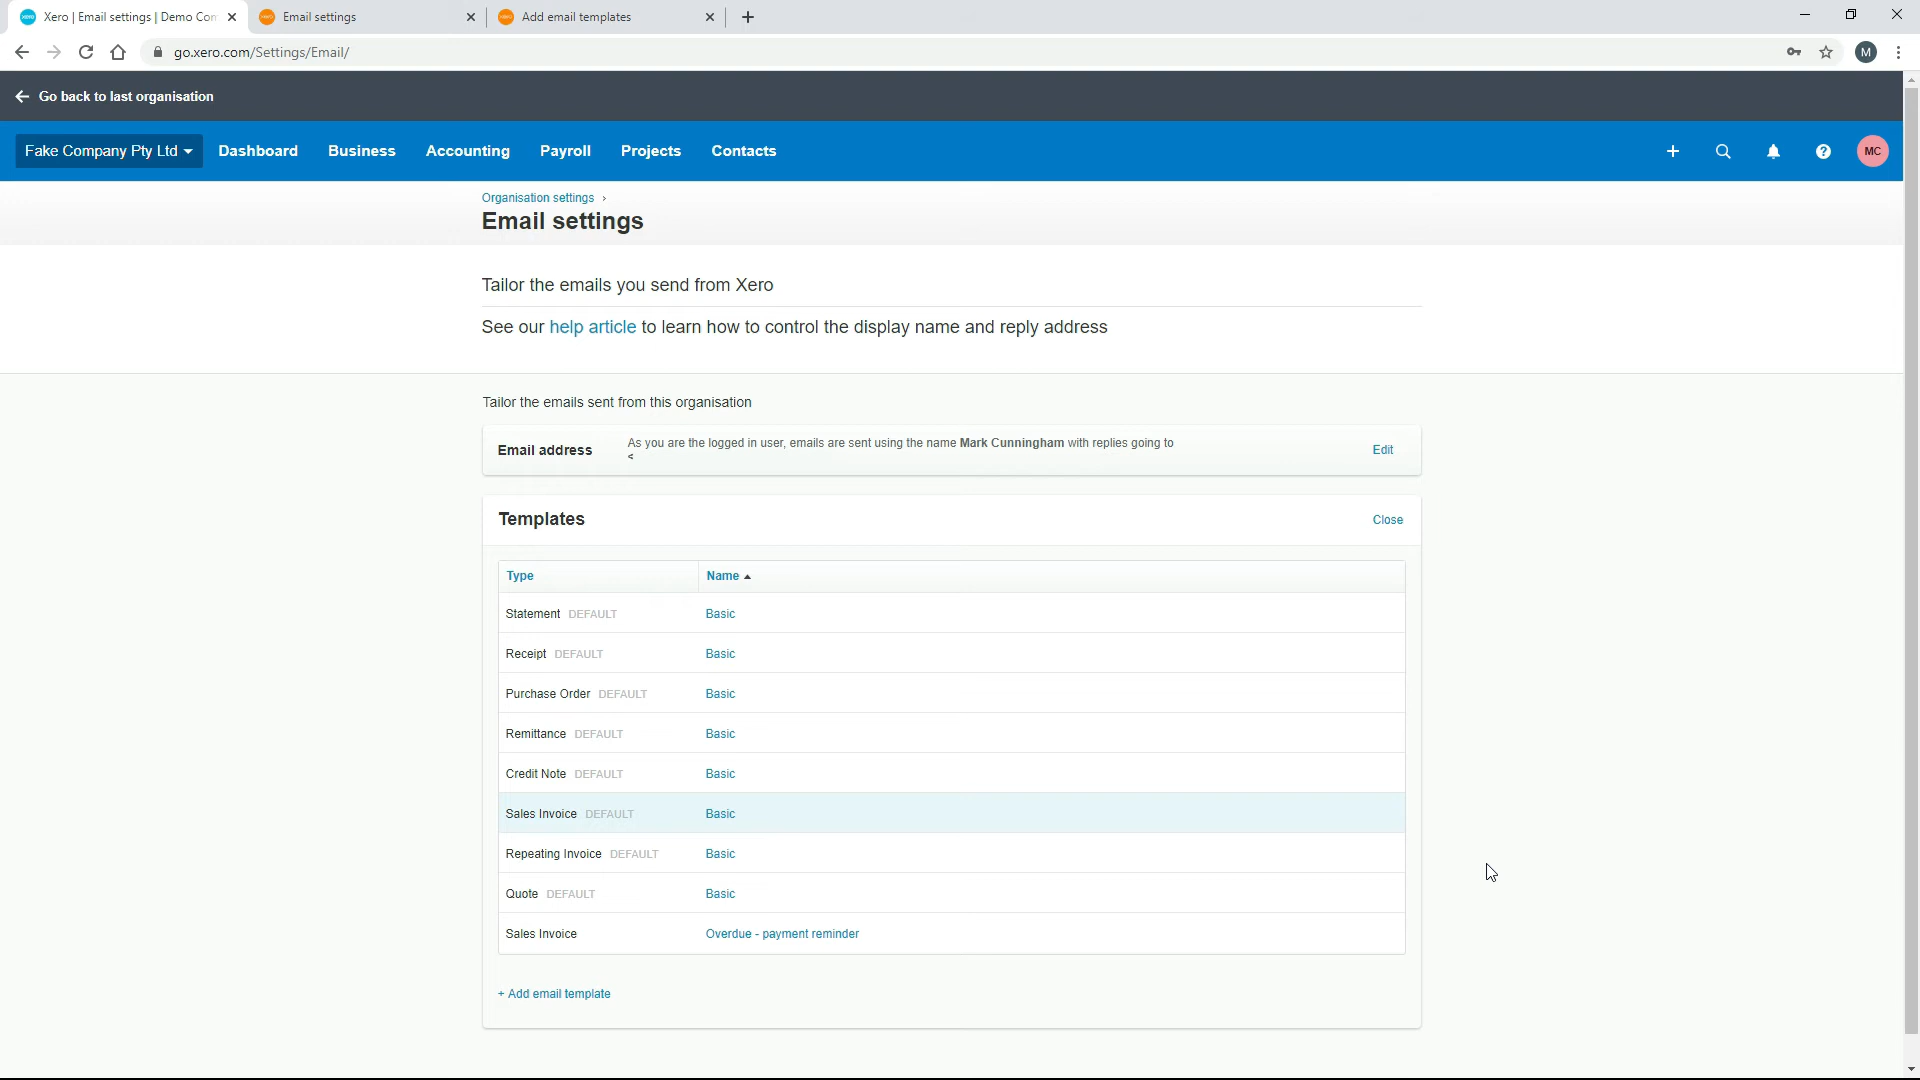 Xero | Email settings | Demo Com
Email settings
Add email templates
go.xero.com/Settings/Email/
M
Go back to last organisation
Fake Company Pty Ltd
Dashboard
Business
Accounting
Payroll
Projects
Contacts
MC
Organisation settings ›
Email settings
Tailor the emails you send from Xero
See our help article to learn how to control the display name and reply address
Tailor the emails sent from this organisation
Email address
As you are the logged in user, emails are sent using the name Mark Cunningham with replies going to
<
Edit
Templates
Close
Type
Name
Statement DEFAULT
Basic
Receipt DEFAULT
Basic
Purchase Order DEFAULT
Basic
Remittance DEFAULT
Basic
Credit Note DEFAULT
Basic
Sales Invoice DEFAULT
Basic
Repeating Invoice DEFAULT
Basic
Quote DEFAULT
Basic
Sales Invoice
Overdue - payment reminder
+ Add email template